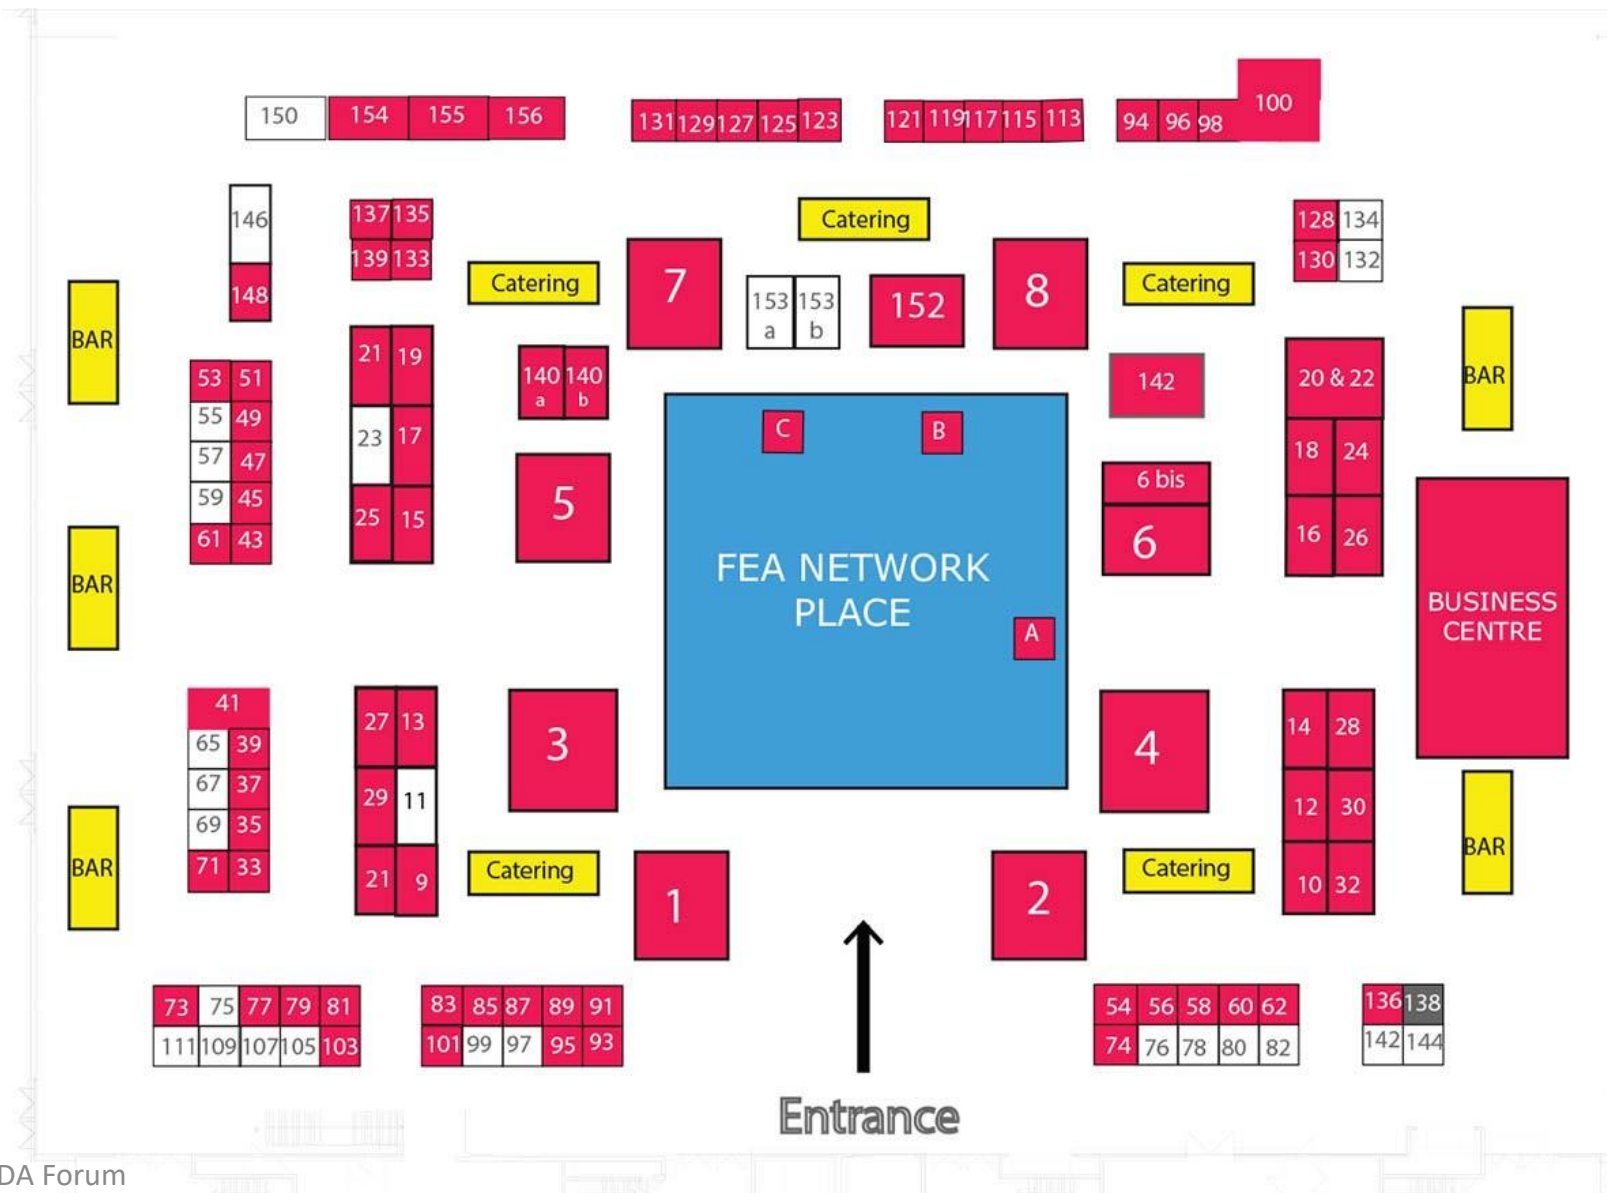 100
150 154 155 156 131 129 127 125 123 121 119 117 115 113 94 96 98
146 137 135 Catering 128 134
139 133 130 132
148 Catering 7 153 153 152 8 Catering
a b
BAR 21 19 140 140 142 20 & 22 BAR
53 51 a b
55 49 23 17 C B 18 24
57 47 6 bis
59 45 25 15 5 16 26
61 43 6
BAR FEA NETWORK BUSINESS
PLACE CENTRE
A
41 27 13 14 28
65 39 3 4
67 37 29 11 12 30
69 35 BAR
BAR 71 33 21 9 Catering 1 2 Catering 10 32
73 75 77 79 81 83 85 87 89 91 54 56 58 60 62 136 138
111 109 107 105 103 101 99 97 95 93 74 76 78 80 82 142 144
Entrance
DA Forum